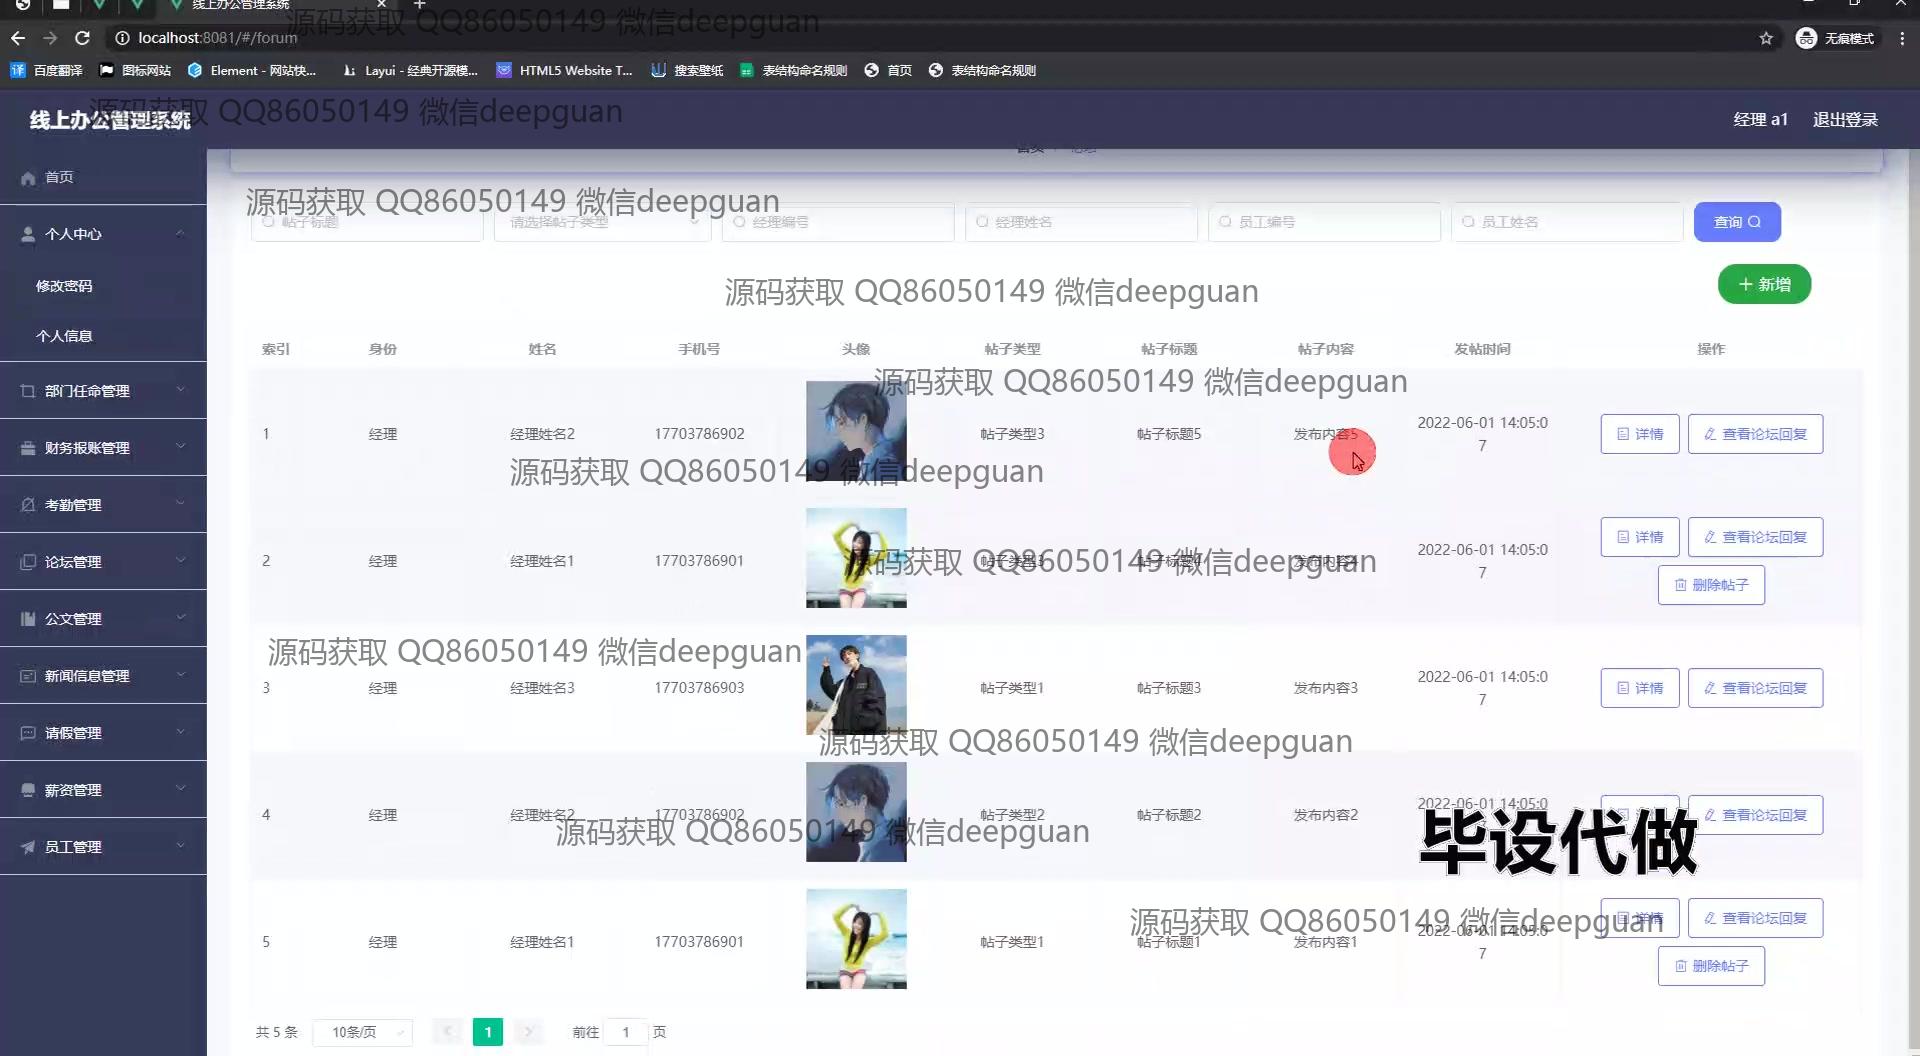 线上办公管理系统
源码获取 QQ86050149 微信deepguan
localhost:8081/#/forum
无痕模式
百度翻译 图标网站 Element - 网站快... Layui - 经典开源模... HTML5 Website T... 搜索壁纸 表结构命名规则 首页 表结构命名规则
源码获取 QQ86050149 微信deepguan
线上办公管理系统 经理 a1 退出登录
首页
个人中心
修改密码
个人信息
部门任命管理
财务报账管理
考勤管理
论坛管理
公文管理
新闻信息管理
请假管理
薪资管理
员工管理
源码获取 QQ86050149 微信deepguan
帖子标题 请选择帖子类型 经理编号 经理姓名 员工编号 员工姓名 查询
源码获取 QQ86050149 微信deepguan
新增
索引 身份 姓名 手机号 头像 帖子类型 帖子标题 帖子内容 发帖时间 操作
源码获取 QQ86050149 微信deepguan
1 经理 经理姓名2 17703786902 帖子类型3 帖子标题5 发布内容5 2022-06-01 14:05:07 详情 查看论坛回复
源码获取 QQ86050149 微信deepguan
2 经理 经理姓名1 17703786901 帖子类型3 帖子标题4 发布内容4 2022-06-01 14:05:07 详情 查看论坛回复
删除帖子
源码获取 QQ86050149 微信deepguan
源码获取 QQ86050149 微信deepguan
3 经理 经理姓名3 17703786903 帖子类型1 帖子标题3 发布内容3 2022-06-01 14:05:07 详情 查看论坛回复
源码获取 QQ86050149 微信deepguan
4 经理 经理姓名2 17703786902 帖子类型2 帖子标题2 发布内容2 2022-06-01 14:05:0 查看论坛回复
源码获取 QQ86050149 微信deepguan
毕设代做
源码获取 QQ86050149 微信deepguan
5 经理 经理姓名1 17703786901 帖子类型1 帖子标题1 发布内容1 2022-06-01 14:05:07 详情 查看论坛回复
删除帖子
共 5 条 10条/页 1 前往 1 页